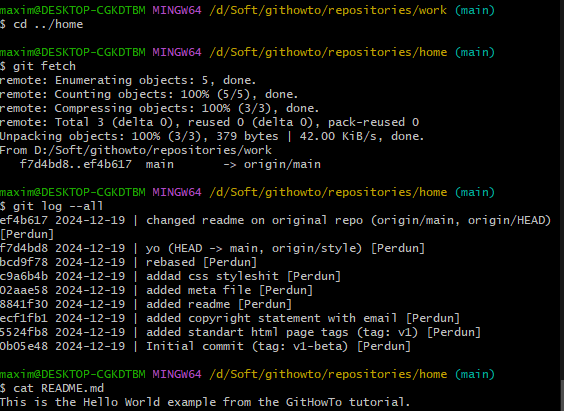 maxim@DESKTOP-CGKDTBM MINGW64 /d/Soft/githowto/repositories/work (main)
$ cd ../home
maxim@DESKTOP-CGKDTBM MINGW64 /d/Soft/githowto/repositories/home (main)
$ git fetch
remote: Enumerating objects: 5, done.
remote: Counting objects: 100% (5/5), done.
remote: Compressing objects: 100% (3/3), done.
remote: Total 3 (delta 0), reused 0 (delta 0), pack-reused 0
Unpacking objects: 100% (3/3), 379 bytes | 42.00 KiB/s, done.
From D:/Soft/githowto/repositories/work
   f7d4bd8..ef4b617  main       -> origin/main
maxim@DESKTOP-CGKDTBM MINGW64 /d/Soft/githowto/repositories/home (main)
$ git log --all
ef4b617 2024-12-19 | changed readme on original repo (origin/main, origin/HEAD)
[Perdun]
f7d4bd8 2024-12-19 | yo (HEAD -> main, origin/style) [Perdun]
bcd9f78 2024-12-19 | rebased [Perdun]
c9a6b4b 2024-12-19 | addad css styleshit [Perdun]
02aae58 2024-12-19 | added meta file [Perdun]
8841f30 2024-12-19 | added readme [Perdun]
ecf1fb1 2024-12-19 | added copyright statement with email [Perdun]
5524fb8 2024-12-19 | added standart html page tags (tag: v1) [Perdun]
0b05e48 2024-12-19 | Initial commit (tag: v1-beta) [Perdun]
maxim@DESKTOP-CGKDTBM MINGW64 /d/Soft/githowto/repositories/home (main)
$ cat README.md
This is the Hello World example from the GitHowTo tutorial.